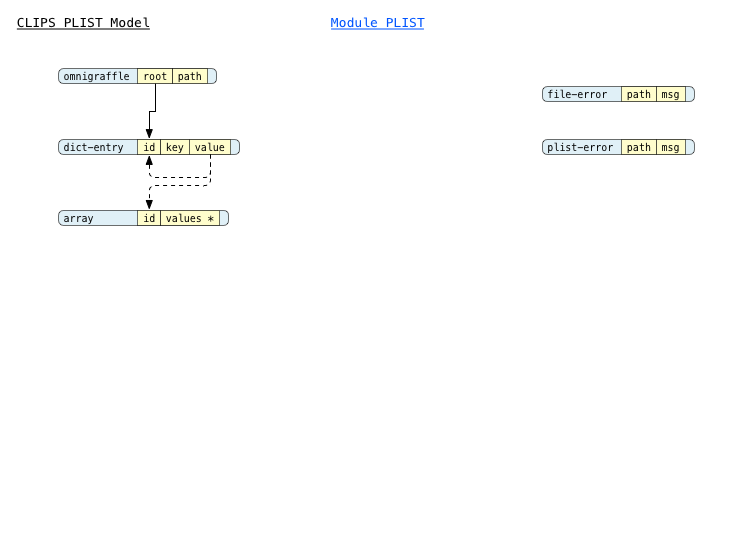 CLIPS PLIST Model
Module PLIST
omnigraffle root path
file-error path msg
dict-entry id key value
plist-error path msg
array id values *